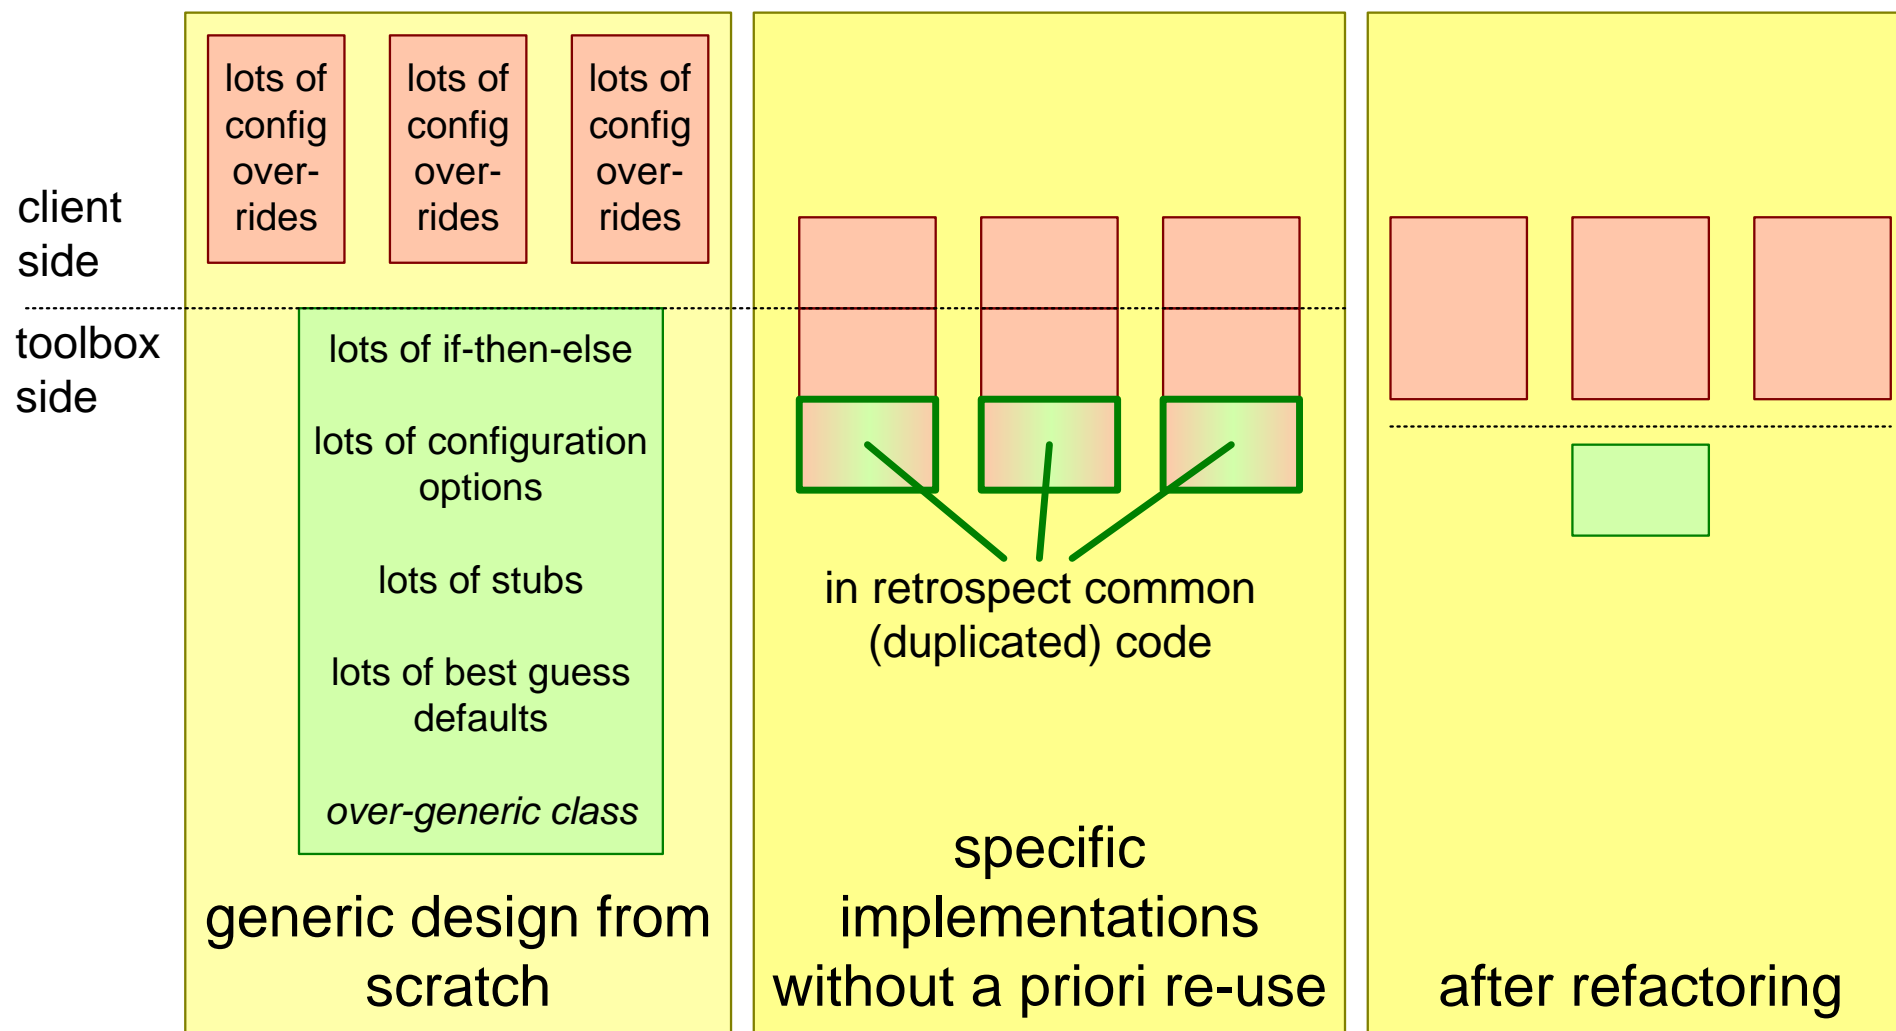 lots of
config
over-
rides
lots of
config
over-
rides
lots of
config
over-
rides
client
side
toolbox
side
lots of if-then-else
lots of configuration
options
lots of stubs
lots of best guess
defaults
over-generic class
generic design from
scratch
in retrospect common
(duplicated) code
specific
implementations
without a priori re-use
after refactoring